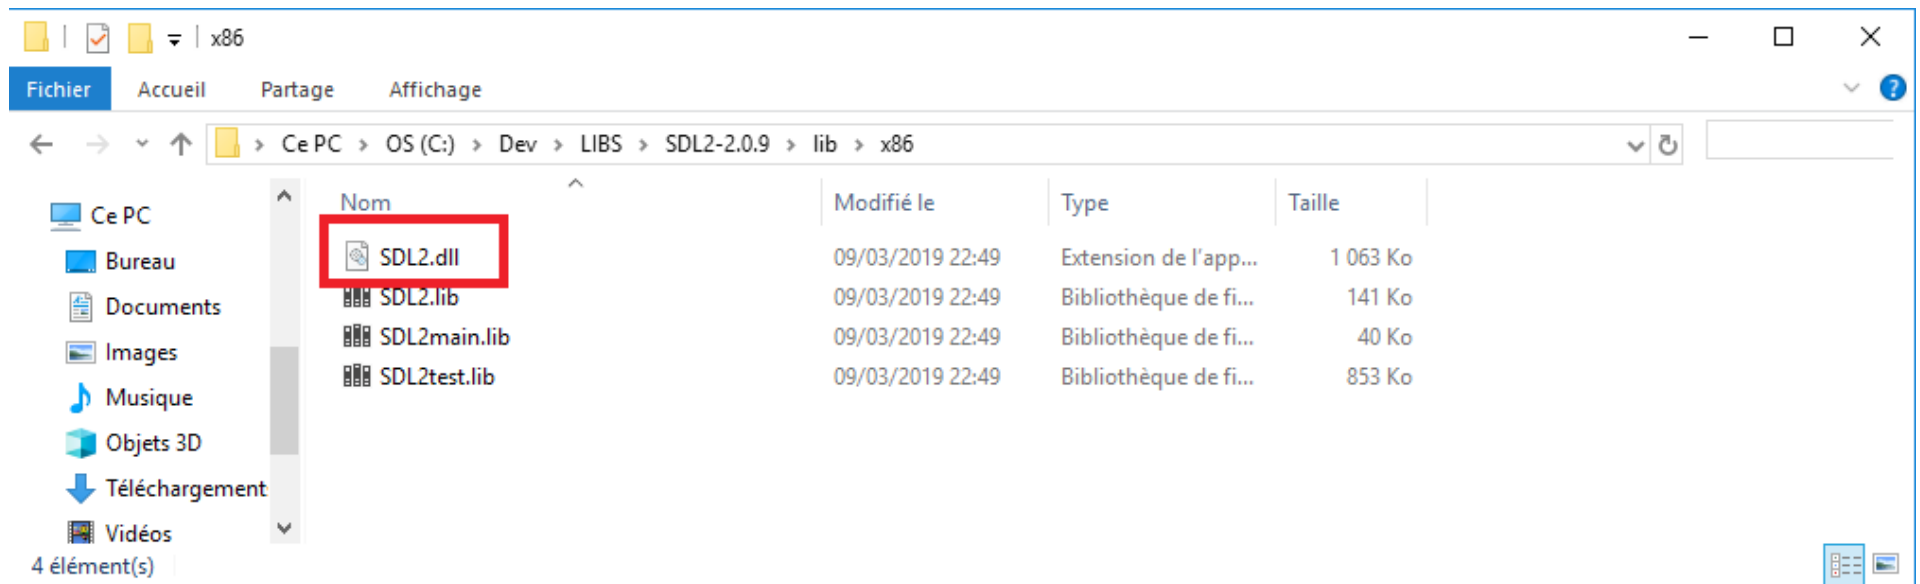 x86
Fichier Accueil Partage Affichage
Ce PC > OS (C:) > Dev > LIBS > SDL2-2.0.9 > lib > x86
Nom Modifié le Type Taille
Ce PC
Bureau
Documents
Images
Musique
Objets 3D
Téléchargement
Vidéos
SDL2.dll 09/03/2019 22:49 Extension de l'app... 1 063 Ko
SDL2.lib 09/03/2019 22:49 Bibliothèque de fi... 141 Ko
SDL2main.lib 09/03/2019 22:49 Bibliothèque de fi... 40 Ko
SDL2test.lib 09/03/2019 22:49 Bibliothèque de fi... 853 Ko
4 élément(s)